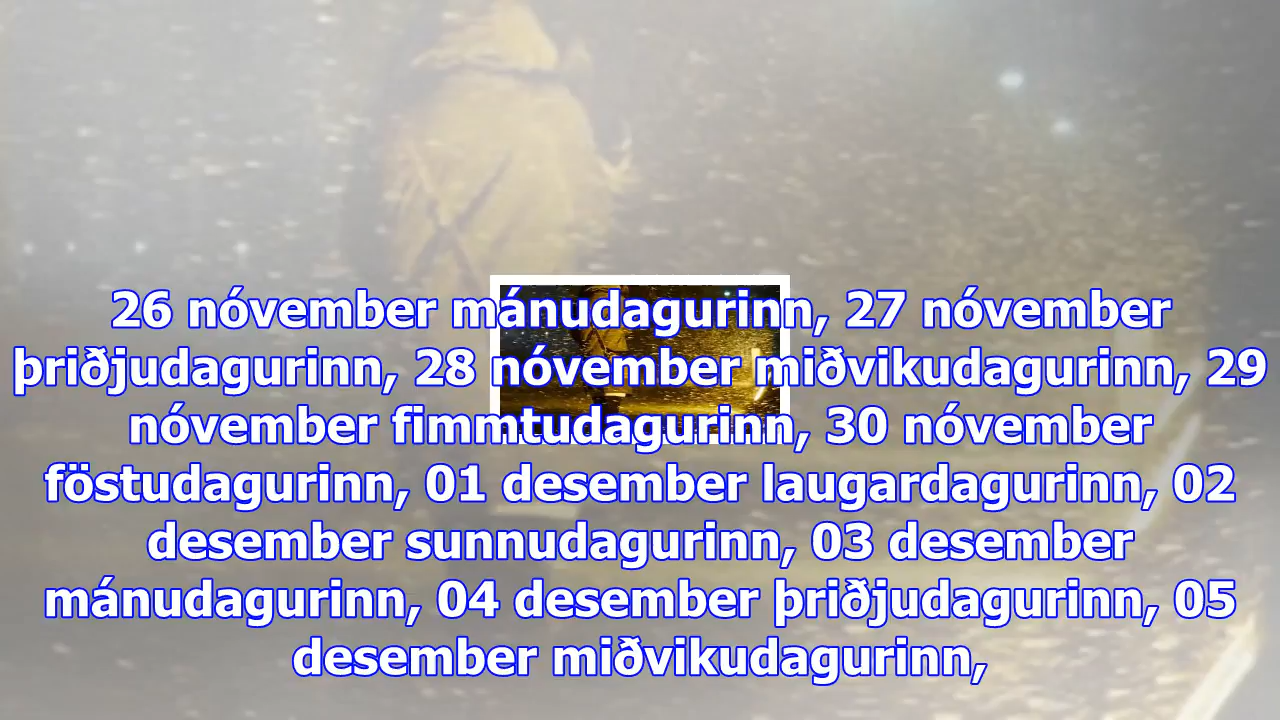 26 nóvember mánudagurinn, 27 nóvember
þriðjudagurinn, 28 nóvember miðvikudagurinn, 29
nóvember fimmtudagurinn, 30 nóvember
föstudagurinn, 01 desember laugardagurinn, 02
desember sunnudagurinn, 03 desember
mánudagurinn, 04 desember þriðjudagurinn, 05
desember miðvikudagurinn,